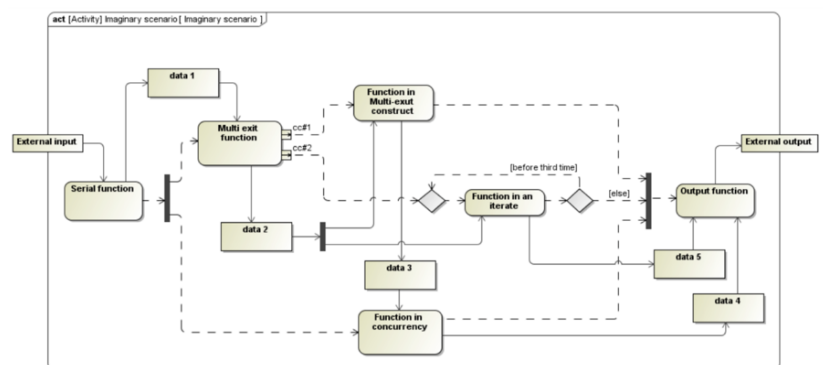 act [Activity] Imaginary scenario [ Imaginary scenario ]
data 1
Function in
Multi-exut
construct
Multi exit
function
cc#1
cc#2
External input
External output
[before third time]
Serial function
Function in an
iterate
[else]
Output function
data 2
data 3
data 5
data 4
Function in
concurrency